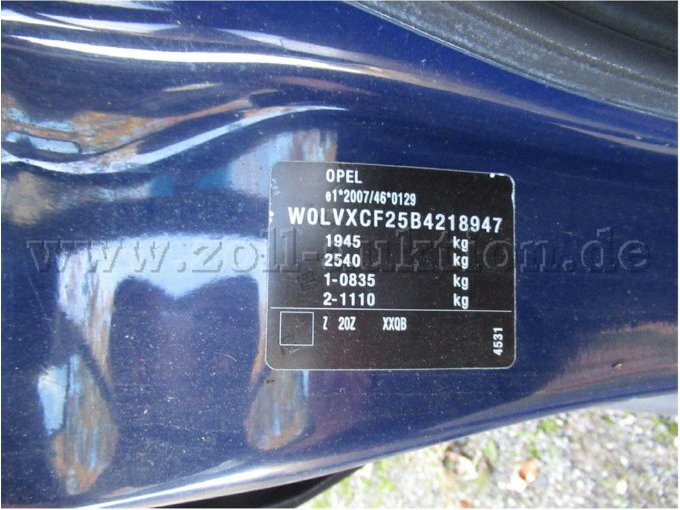 OPEL
e1*2007/46*0129
W0LVXCF25B4218947
1945 kg
2540 kg
1-0835 kg
2-1110 kg
Z 20Z XXQB
4531
www.zoll-auktion.de